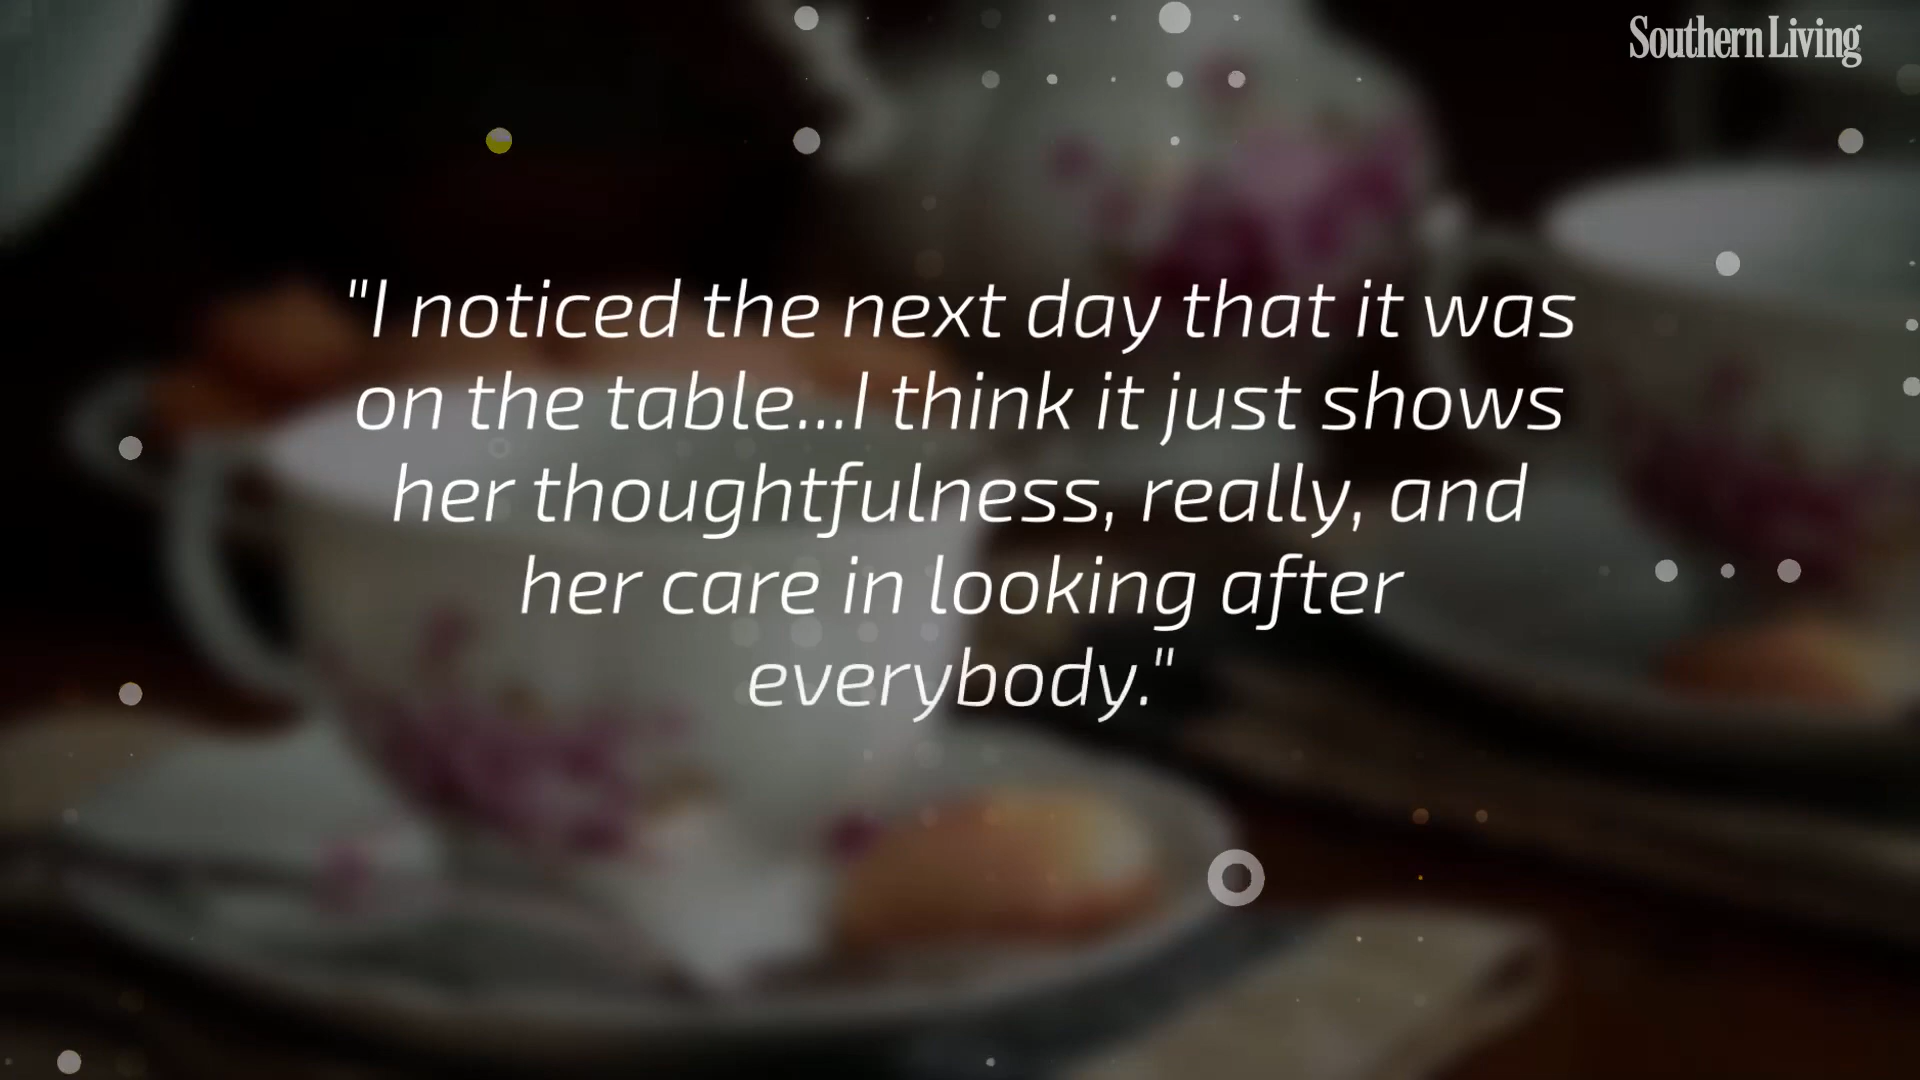 Southern Living
"I noticed the next day that it was
on the table...I think it just shows
her thoughtfulness, really, and
her care in looking after
everybody."